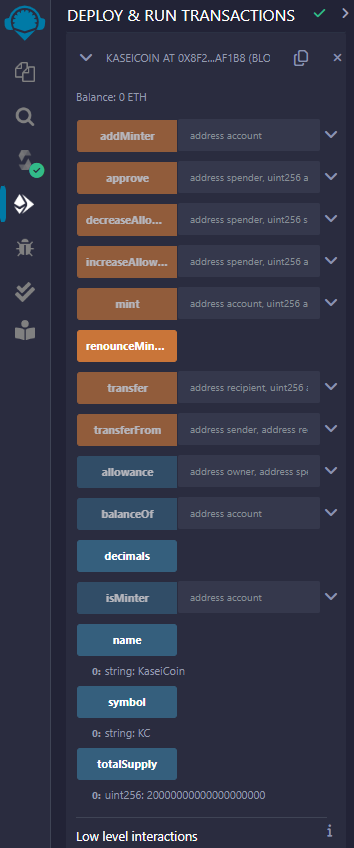 DEPLOY & RUN TRANSACTIONS
KASEICOIN AT 0X8F2...AF1B8 (BLO
Balance: 0 ETH
addMinter address account
approve address spender, uint256 a
decreaseAllo... address spender, uint256 s
increaseAllow... address spender, uint256 a
mint address account, uint256 a
renounceMin...
transfer address recipient, uint256 a
transferFrom address sender, address re
allowance address owner, address spe
balanceOf address account
decimals
isMinter address account
name
0: string: KaseiCoin
symbol
0: string: KC
totalSupply
0: uint256: 20000000000000000000
Low level interactions